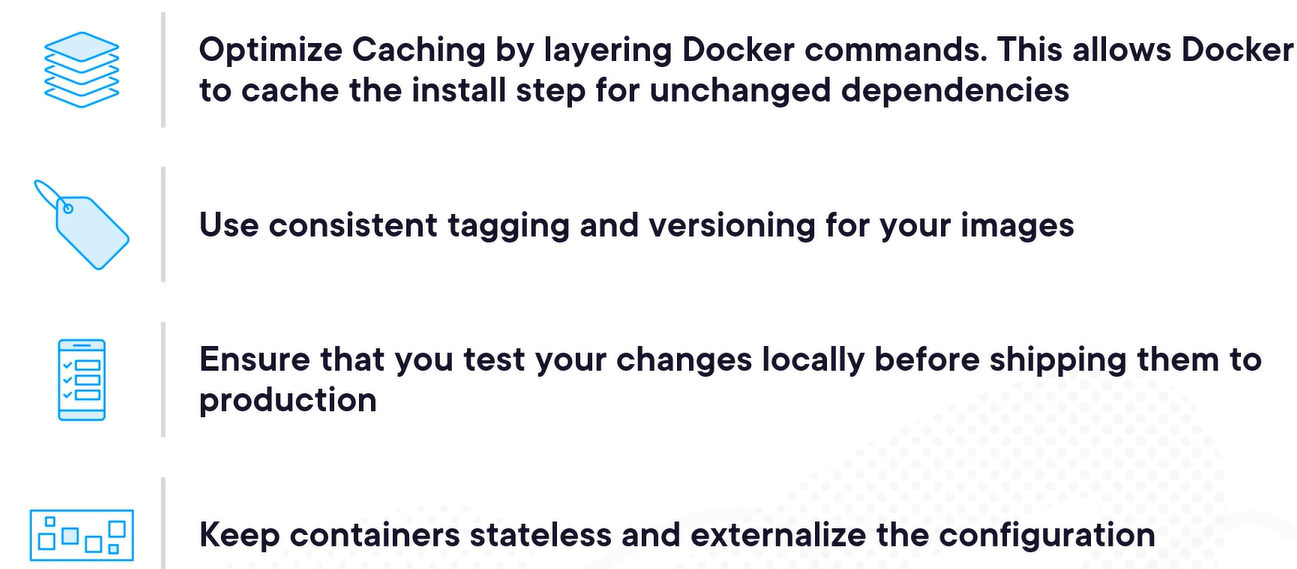 Optimize Caching by layering Docker commands. This allows Docker
to cache the install step for unchanged dependencies
Use consistent tagging and versioning for your images
Ensure that you test your changes locally before shipping them to
production
Keep containers stateless and externalize the configuration